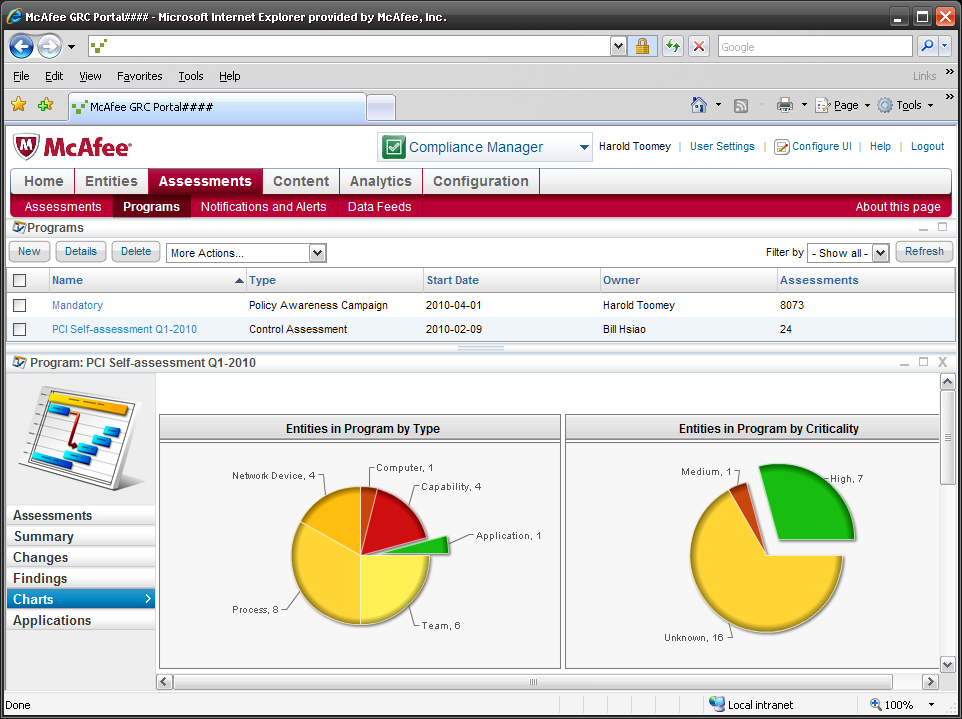 McAfee GRC Portal#### - Microsoft Internet Explorer provided by McAfee, Inc.
Google
File Edit View Favorites Tools Help Links »
McAfee GRC Portal#### Page Tools »
McAfee Compliance Manager Harold Toomey | User Settings | Configure UI | Help | Logout
Home Entities Assessments Content Analytics Configuration
Assessments Programs Notifications and Alerts Data Feeds About this page
Programs
New Details Delete More Actions... Filter by - Show all - Refresh
Name Type Start Date Owner Assessments
Mandatory Policy Awareness Campaign 2010-04-01 Harold Toomey 8073
PCI Self-assessment Q1-2010 Control Assessment 2010-02-09 Bill Hsiao 24
Program: PCI Self-assessment Q1-2010
Assessments
Summary
Changes
Findings
Charts
Applications
Entities in Program by Type
Computer, 1
Network Device, 4
Capability, 4
Application, 1
Process, 8
Team, 6
Entities in Program by Criticality
Medium, 1
High, 7
Unknown, 16
Done Local intranet 100%